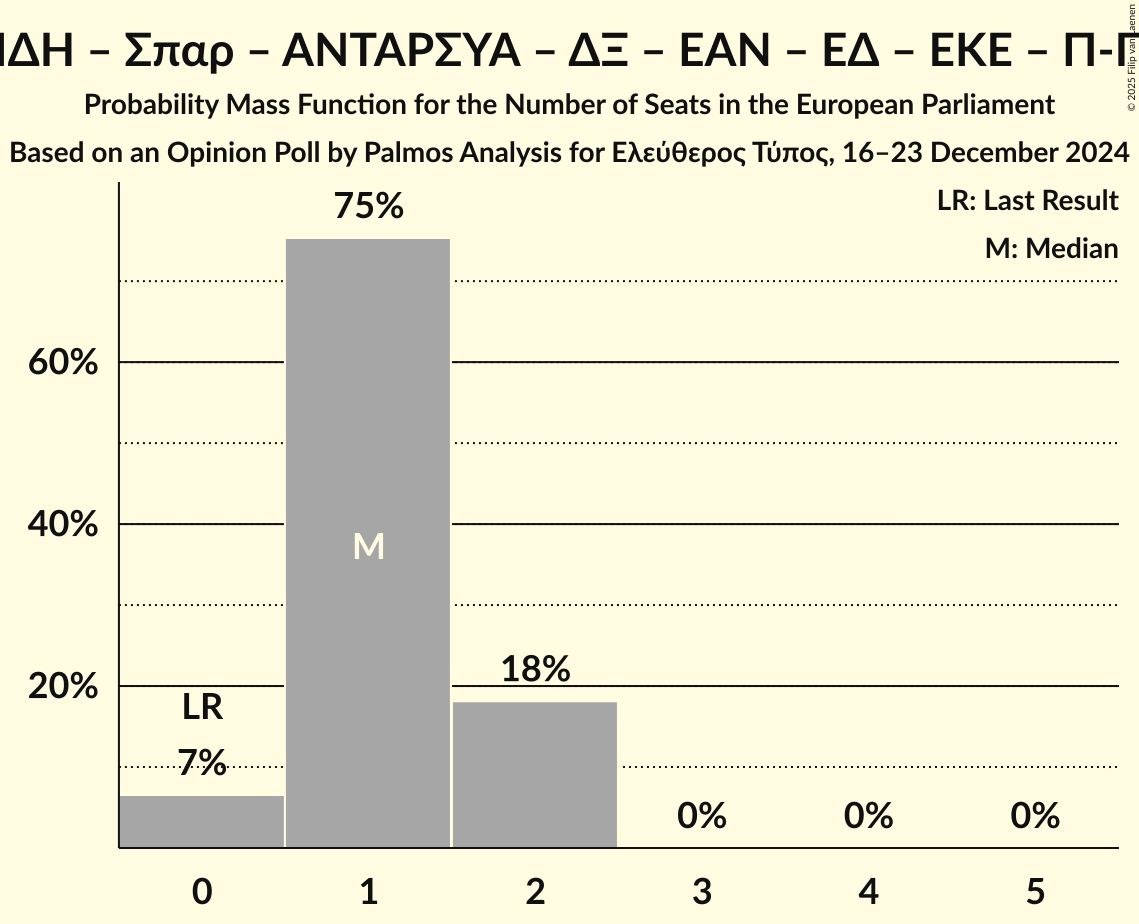 ΔΗ – Σπαρ – ΑΝΤΑΡΣΥΑ – ΔΞ – ΕΑΝ – ΕΔ – ΕΚΕ – Π-
© 2025 Filip van Laenen
Probability Mass Function for the Number of Seats in the European Parliament
Based on an Opinion Poll by Palmos Analysis for Ελεύθερος Τύπος, 16–23 December 2024
LR: Last Result
M: Median
75%
60%
40%
M
20%
18%
LR
7%
0% 0% 0%
0 1 2 3 4 5